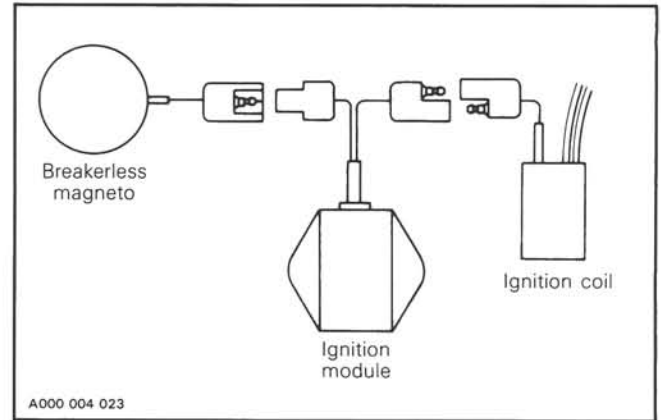 Breakerless
magneto
Ignition coil
Ignition
module
A000 004 023